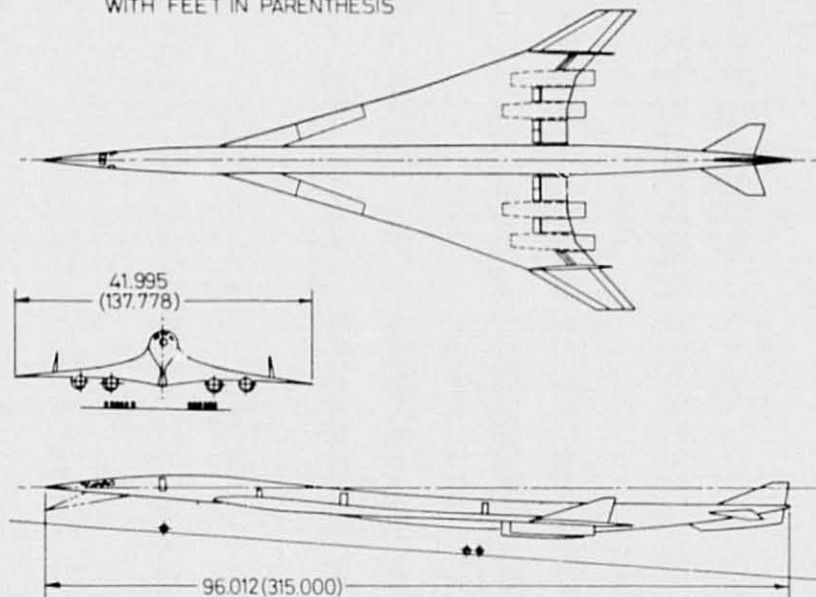 WITH FEET IN PARENTHESIS
41.995
(137.778)
96.012(315.000)